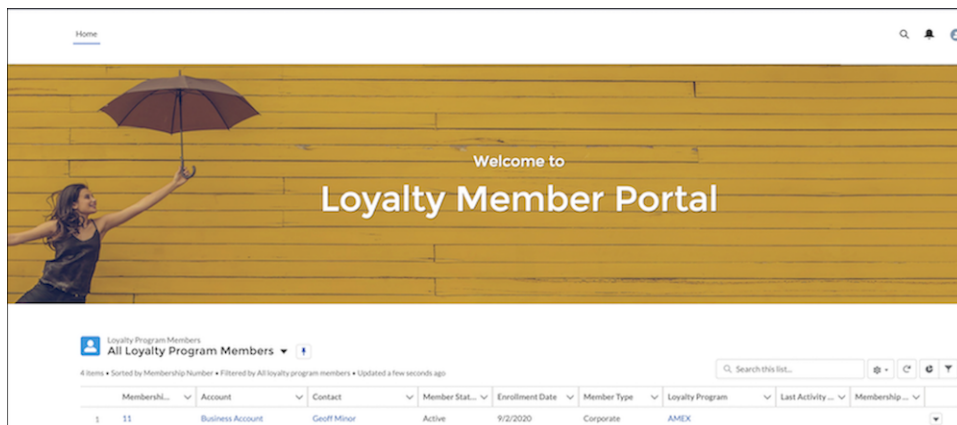 Home
Welcome to
Loyalty Member Portal
Loyalty Program Members
All Loyalty Program Members
4 items • Sorted by Membership Number • Filtered by All loyalty program members • Updated a few seconds ago
Search this list...
Membershi... Account Contact Member Stat... Enrollment Date Member Type Loyalty Program Last Activity ... Membership ...
1 11 Business Account Geoff Minor Active 9/2/2020 Corporate AMEX